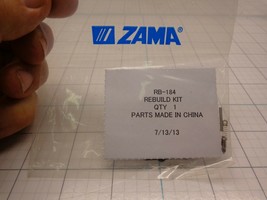 ZAMA
RB-184
REBUILD KIT
QTY 1
PARTS MADE IN CHINA
7/13/13